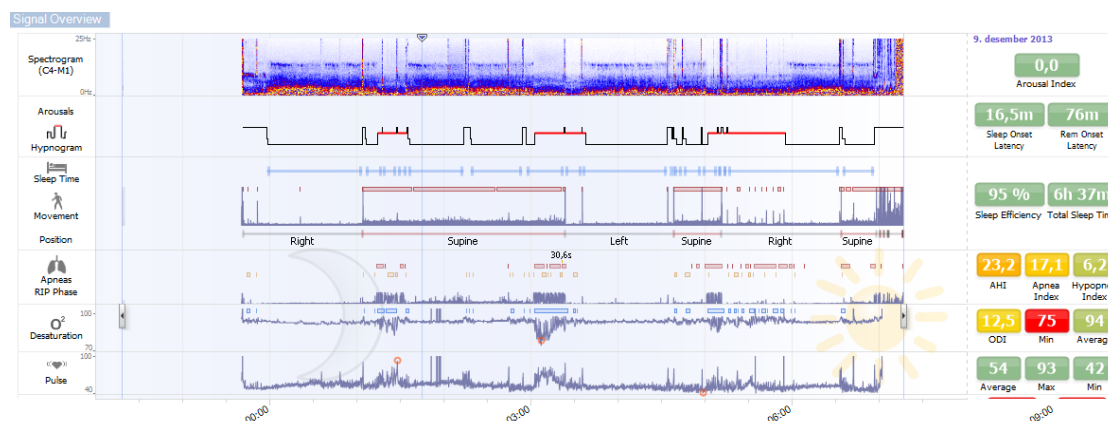 Signal Overview
25Hz
9. desember 2013
Spectrogram
(C4-M1)
0,0
Arousal Index
0Hz
Arousals
16,5m 76m
Hypnogram
Sleep Onset Latency
Rem Onset Latency
Sleep Time
Movement
95 % 6h 37m
Sleep Efficiency Total Sleep Tim
Position
Right Supine Left Supine Right Supine
30,6s
Apneas
RIP Phase
23,2 17,1 6,2
AHI
Apnea Index
Hypopne Index
100
O2
Desaturation
70
12,5 75 94
ODI Min Average
100
Pulse
40
54 93 42
Average Max Min
00:00 03:00 06:00 09:00